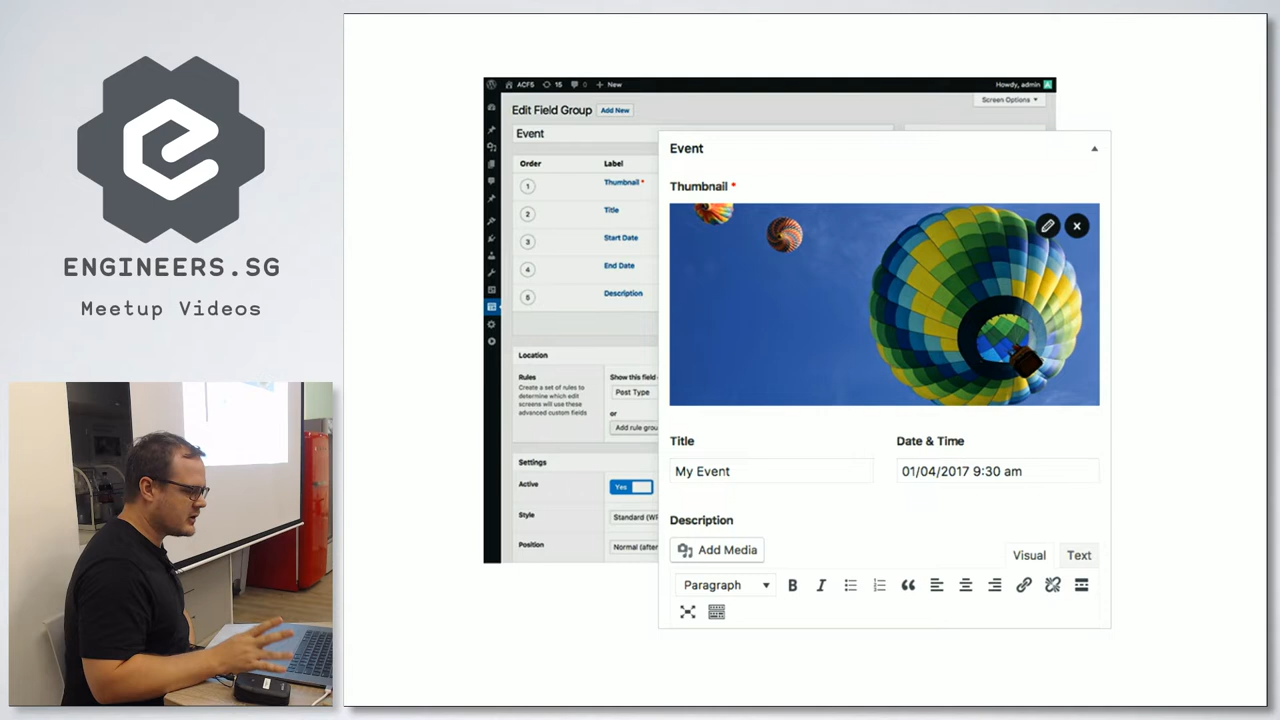 ENGINEERS.SG
Meetup Videos
ACF5
15
0
New
Howdy, admin
Screen Options
Edit Field Group
Add New
Event
Order
Label
1
Thumbnail *
2
Title
3
Start Date
4
End Date
5
Description
Location
Rules
Create a set of rules to
determine which edit
screens will use these
advanced custom fields
Show this field
Post Type
or
Add rule grou
Settings
Active
Yes
Style
Standard (W
Position
Normal (after
Event
Thumbnail *
Title
Date & Time
My Event
01/04/2017 9:30 am
Description
Add Media
Visual
Text
Paragraph
B
I